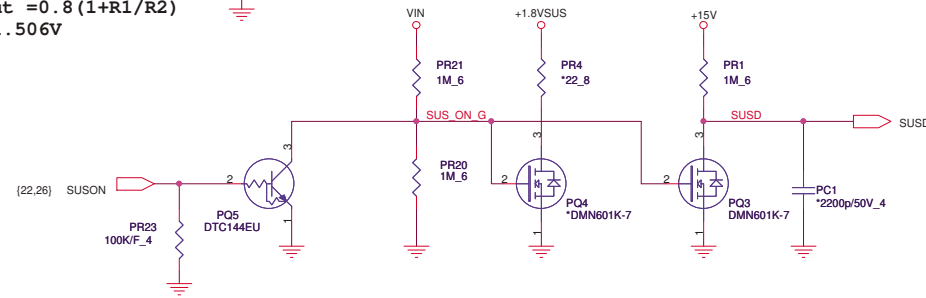 ut =0.8(1+R1/R2)
.506V
VIN
+1.8VSUS
+15V
PR21
1M_6
PR4
*22_8
PR1
1M_6
SUS_ON_G
SUSD
SUSD
3
3
3
{22,26}
SUSON
2
PR20
1M_6
2
2
PQ5
DTC144EU
PR23
100K/F_4
1
PQ4
*DMN601K-7
1
PQ3
DMN601K-7
1
PC1
*2200p/50V_4